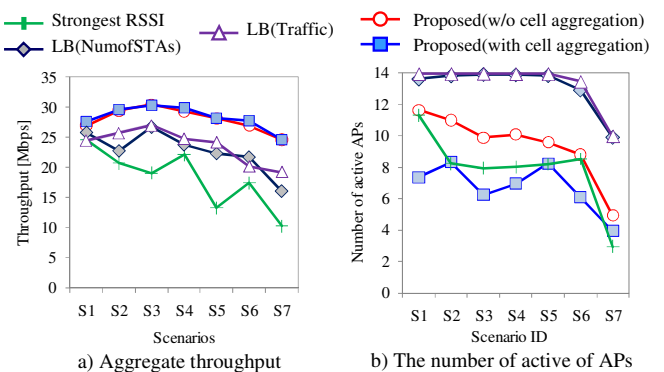 Strongest RSSI
LB(NumofSTAs)
LB(Traffic)
Proposed(w/o cell aggregation)
Proposed(with cell aggregation)
Throughput [Mbps]
35
30
25
20
15
10
5
0
S1 S2 S3 S4 S5 S6 S7
Scenarios
a) Aggregate throughput
Number of active APs
14
12
10
8
6
4
2
0
S1 S2 S3 S4 S5 S6 S7
Scenario ID
b) The number of active of APs